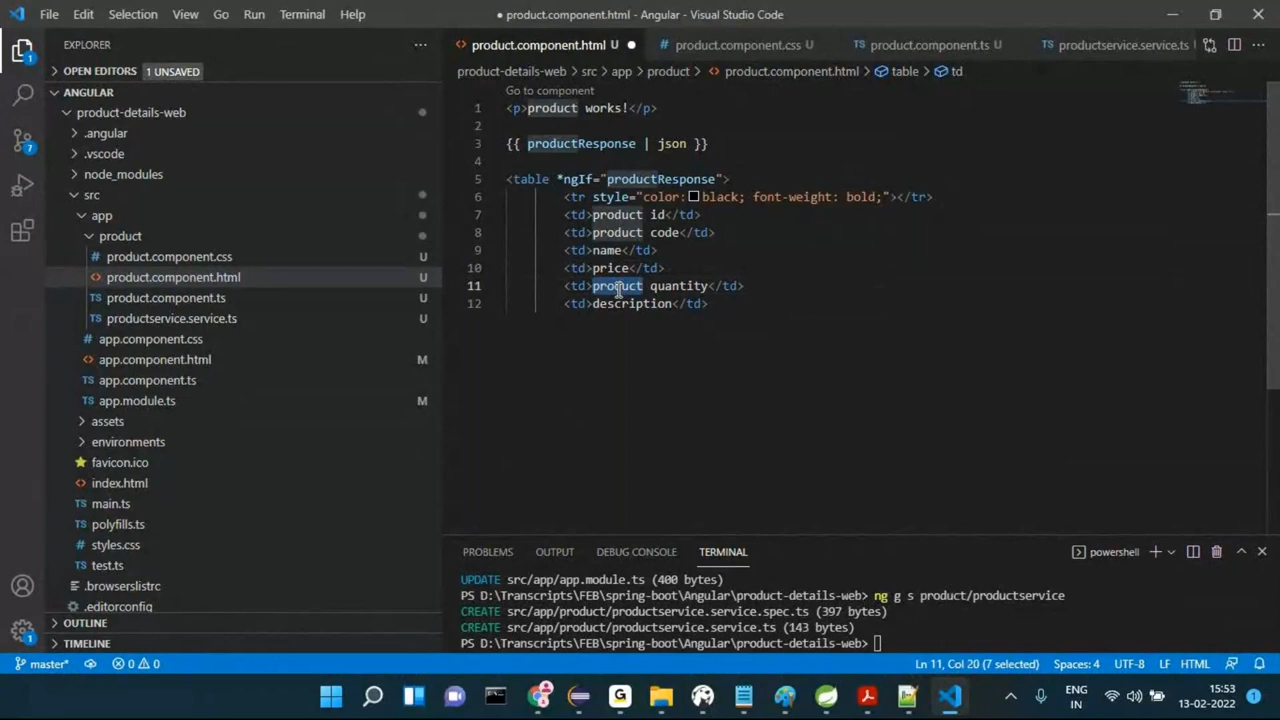 File Edit Selection View Go Run Terminal Help
● product.component.html - Angular - Visual Studio Code
EXPLORER
OPEN EDITORS 1 UNSAVED
ANGULAR
product-details-web
.angular
.vscode
node_modules
src
app
product
product.component.css U
product.component.html U
product.component.ts U
productservice.service.ts U
app.component.css
app.component.html M
app.component.ts
app.module.ts M
assets
environments
favicon.ico
index.html
main.ts
polyfills.ts
styles.css
test.ts
.browserslistrc
.editorconfig
OUTLINE
TIMELINE
product.component.html U ● product.component.css U product.component.ts U productservice.service.ts U
product-details-web > src > app > product > product.component.html > table > td
Go to component
1 <p>product works!</p>
2
3 {{ productResponse | json }}
4
5 <table *ngIf="productResponse">
6 <tr style="color:black; font-weight: bold;"></tr>
7 <td>product id</td>
8 <td>product code</td>
9 <td>name</td>
10 <td>price</td>
11 <td>product quantity</td>
12 <td>description</td>
PROBLEMS OUTPUT DEBUG CONSOLE TERMINAL powershell
UPDATE src/app/app.module.ts (400 bytes)
PS D:\Transcripts\FEB\spring-boot\Angular\product-details-web> ng g s product/productservice
CREATE src/app/product/productservice.service.spec.ts (397 bytes)
CREATE src/app/product/productservice.service.ts (143 bytes)
PS D:\Transcripts\FEB\spring-boot\Angular\product-details-web>
master* 0 0 Ln 11, Col 20 (7 selected) Spaces: 4 UTF-8 LF HTML
ENG
IN
15:53
13-02-2022